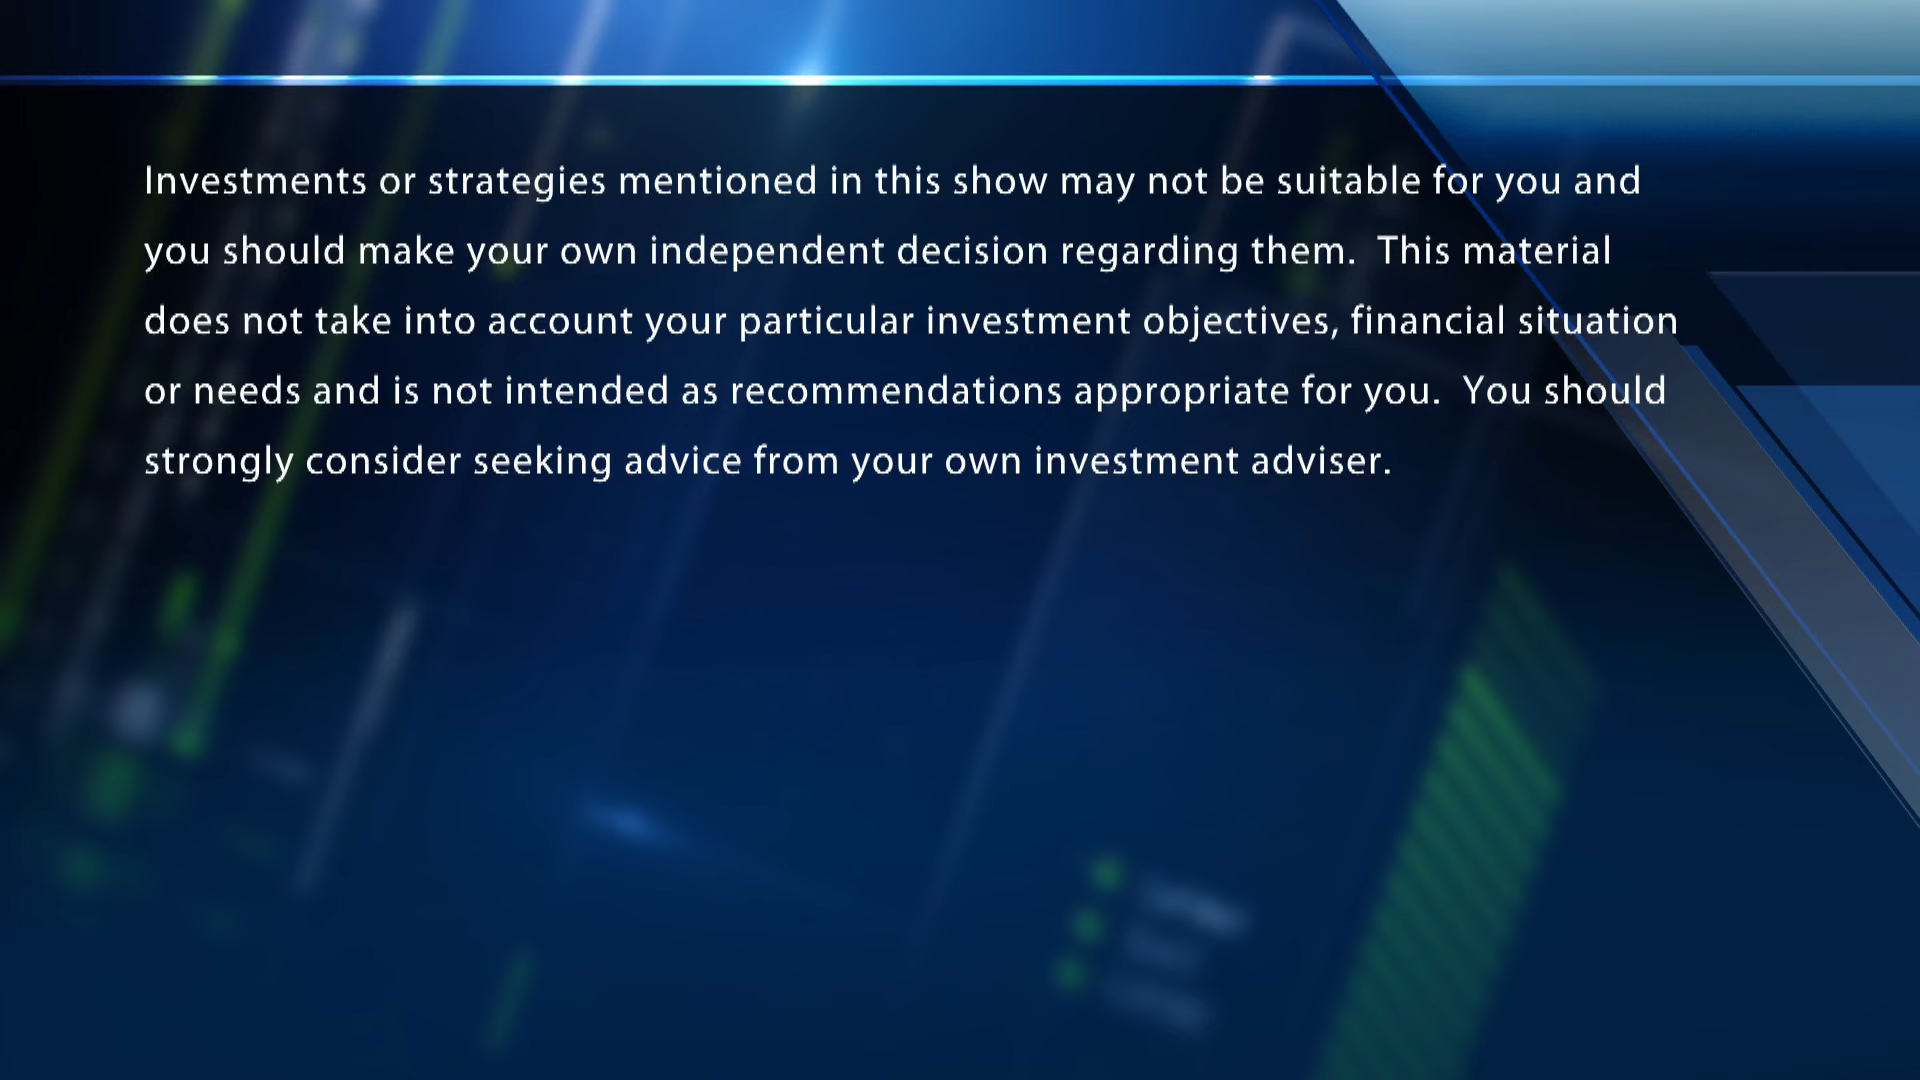 Investments or strategies mentioned in this show may not be suitable for you and
you should make your own independent decision regarding them.  This material
does not take into account your particular investment objectives, financial situation
or needs and is not intended as recommendations appropriate for you.  You should
strongly consider seeking advice from your own investment adviser.